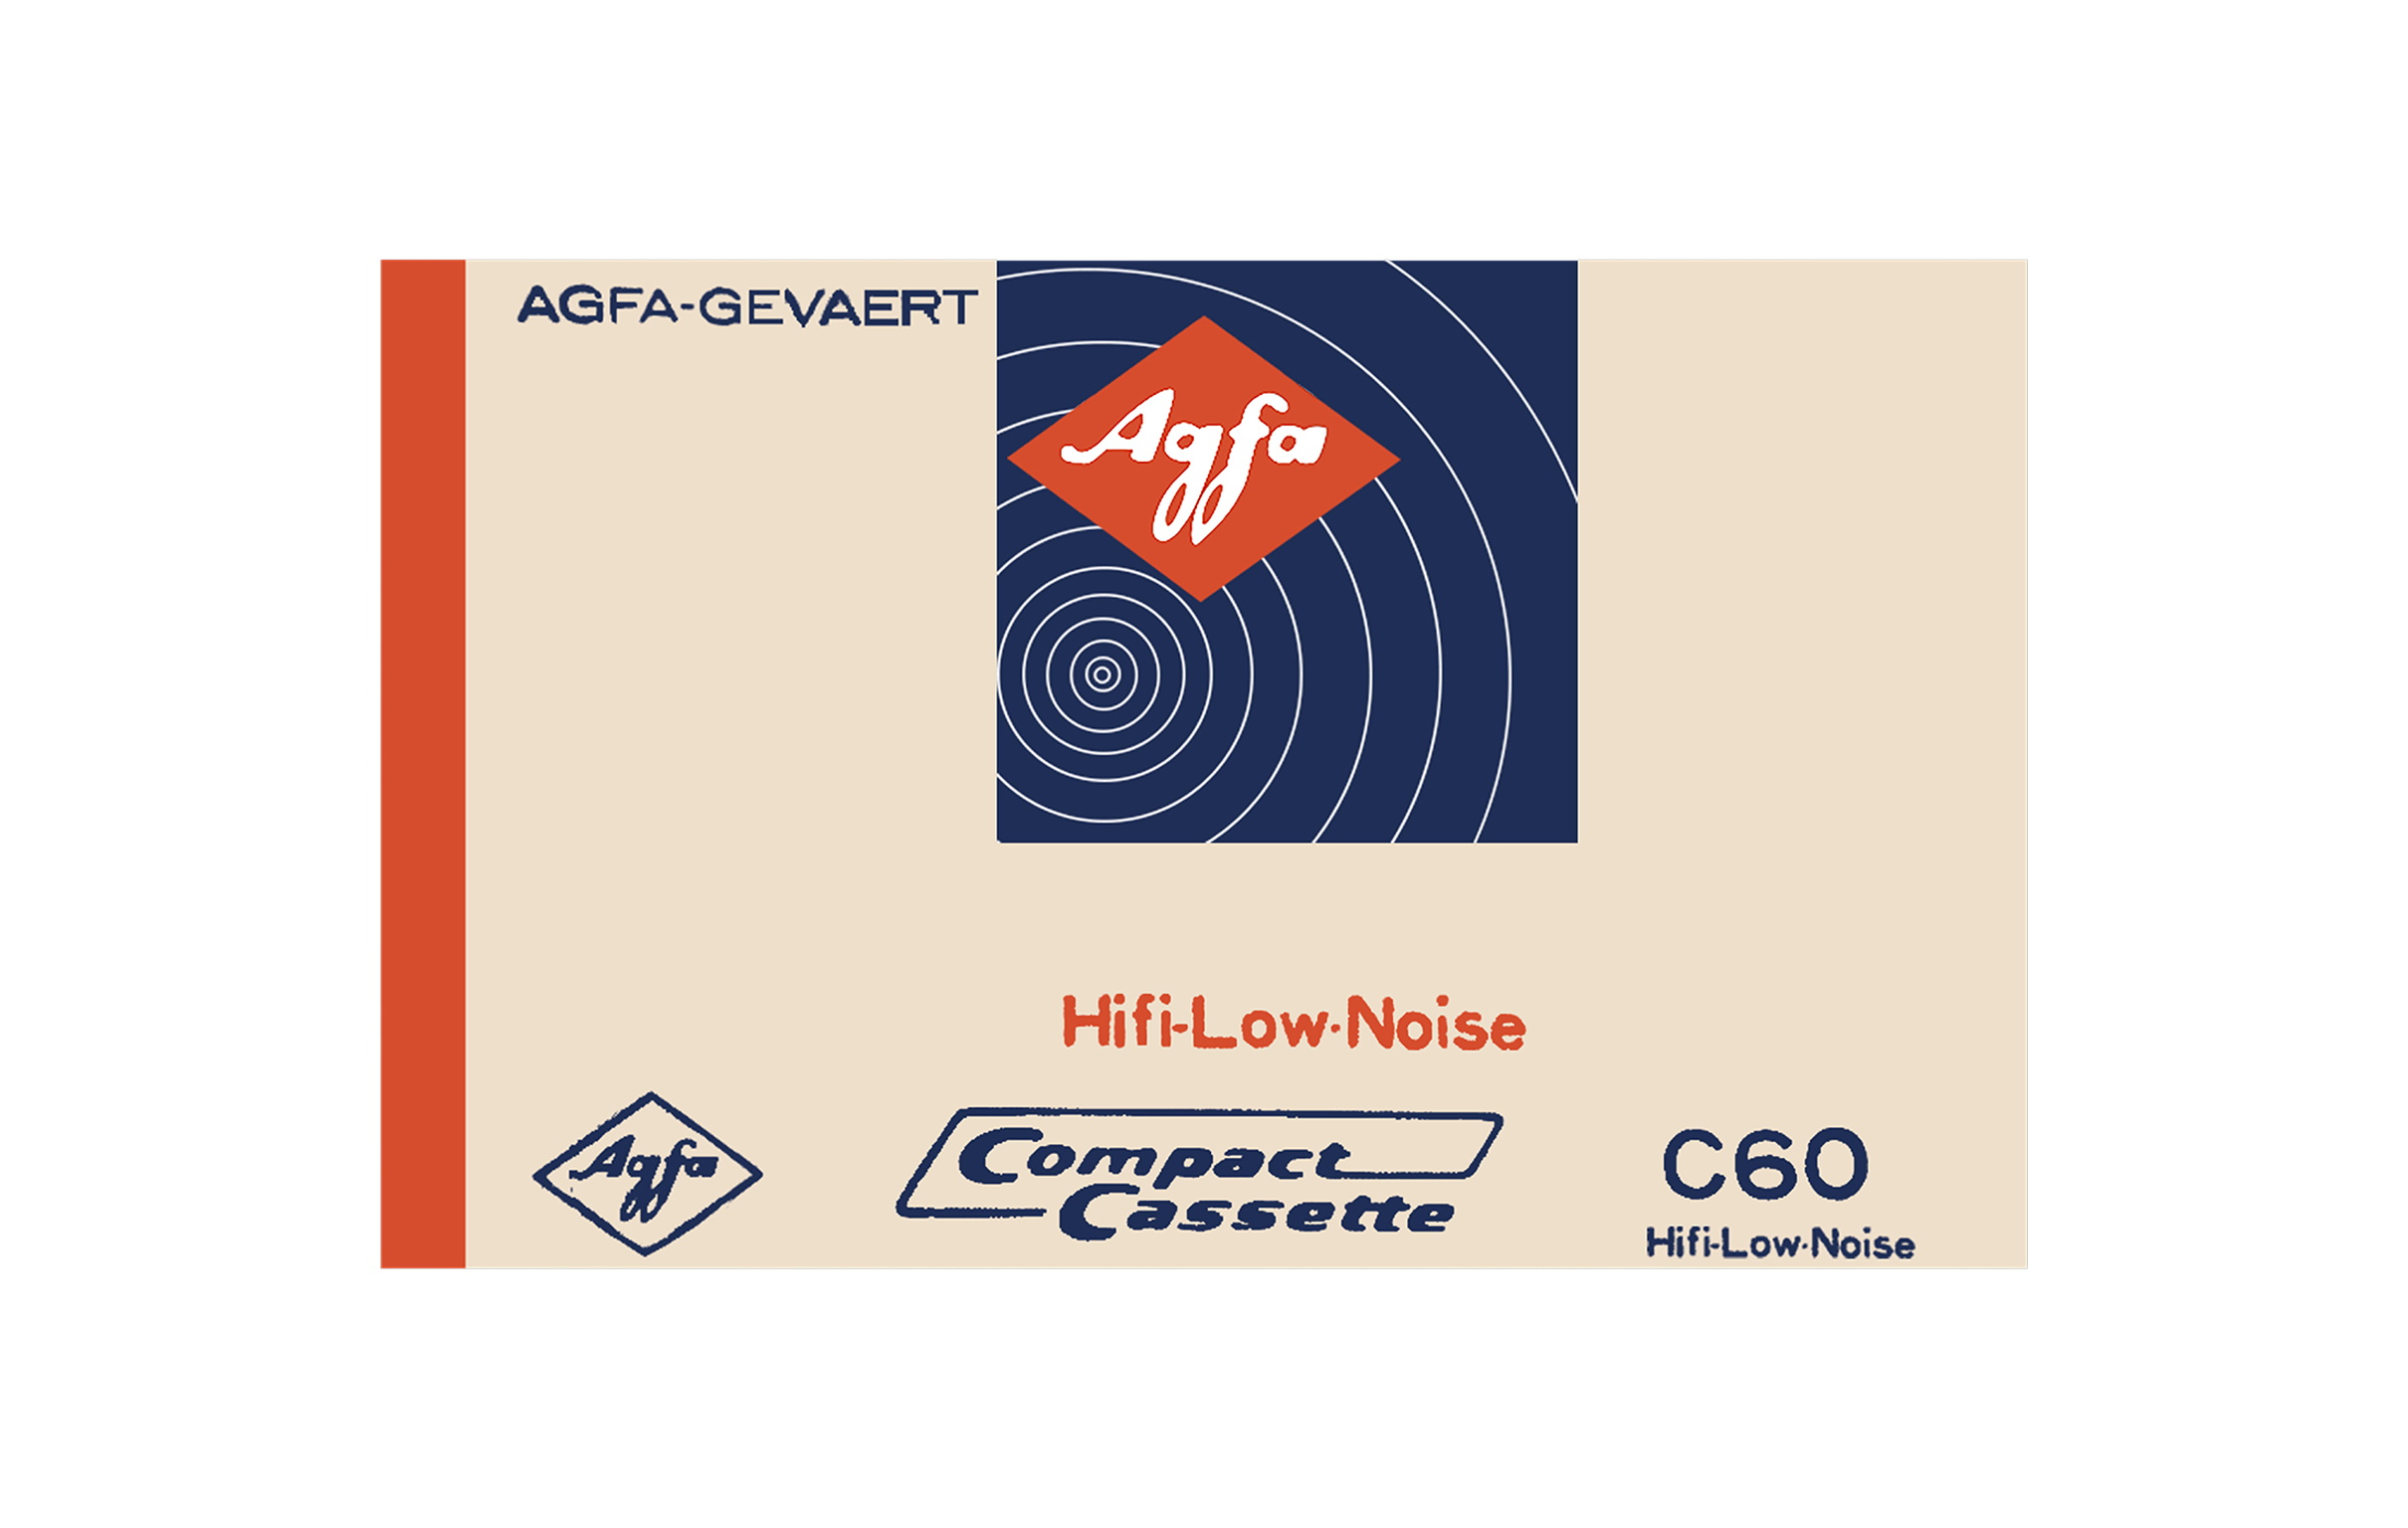 AGFA-GEVAERT
Agfa
Hifi-Low·Noise
Agfa
Compact
Cassette
C60
Hifi-Low·Noise